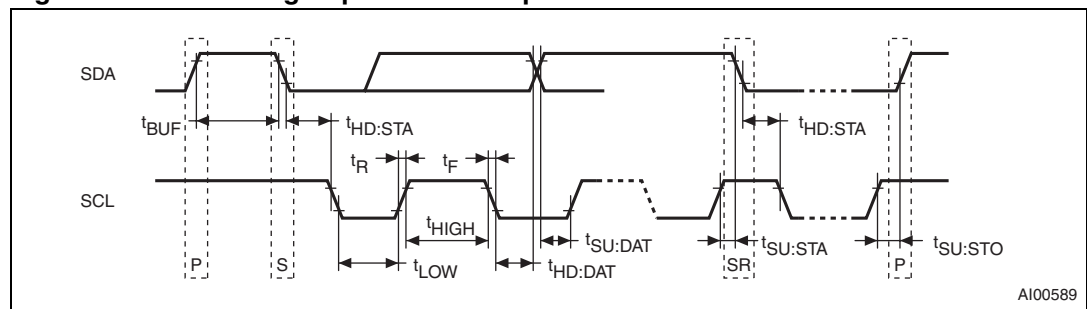 SDA
tBUF
tHD:STA
tHD:STA
tR
tF
SCL
tHIGH
tSU:DAT
tSU:STA
tSU:STO
tLOW
tHD:DAT
P
S
SR
P
AI00589